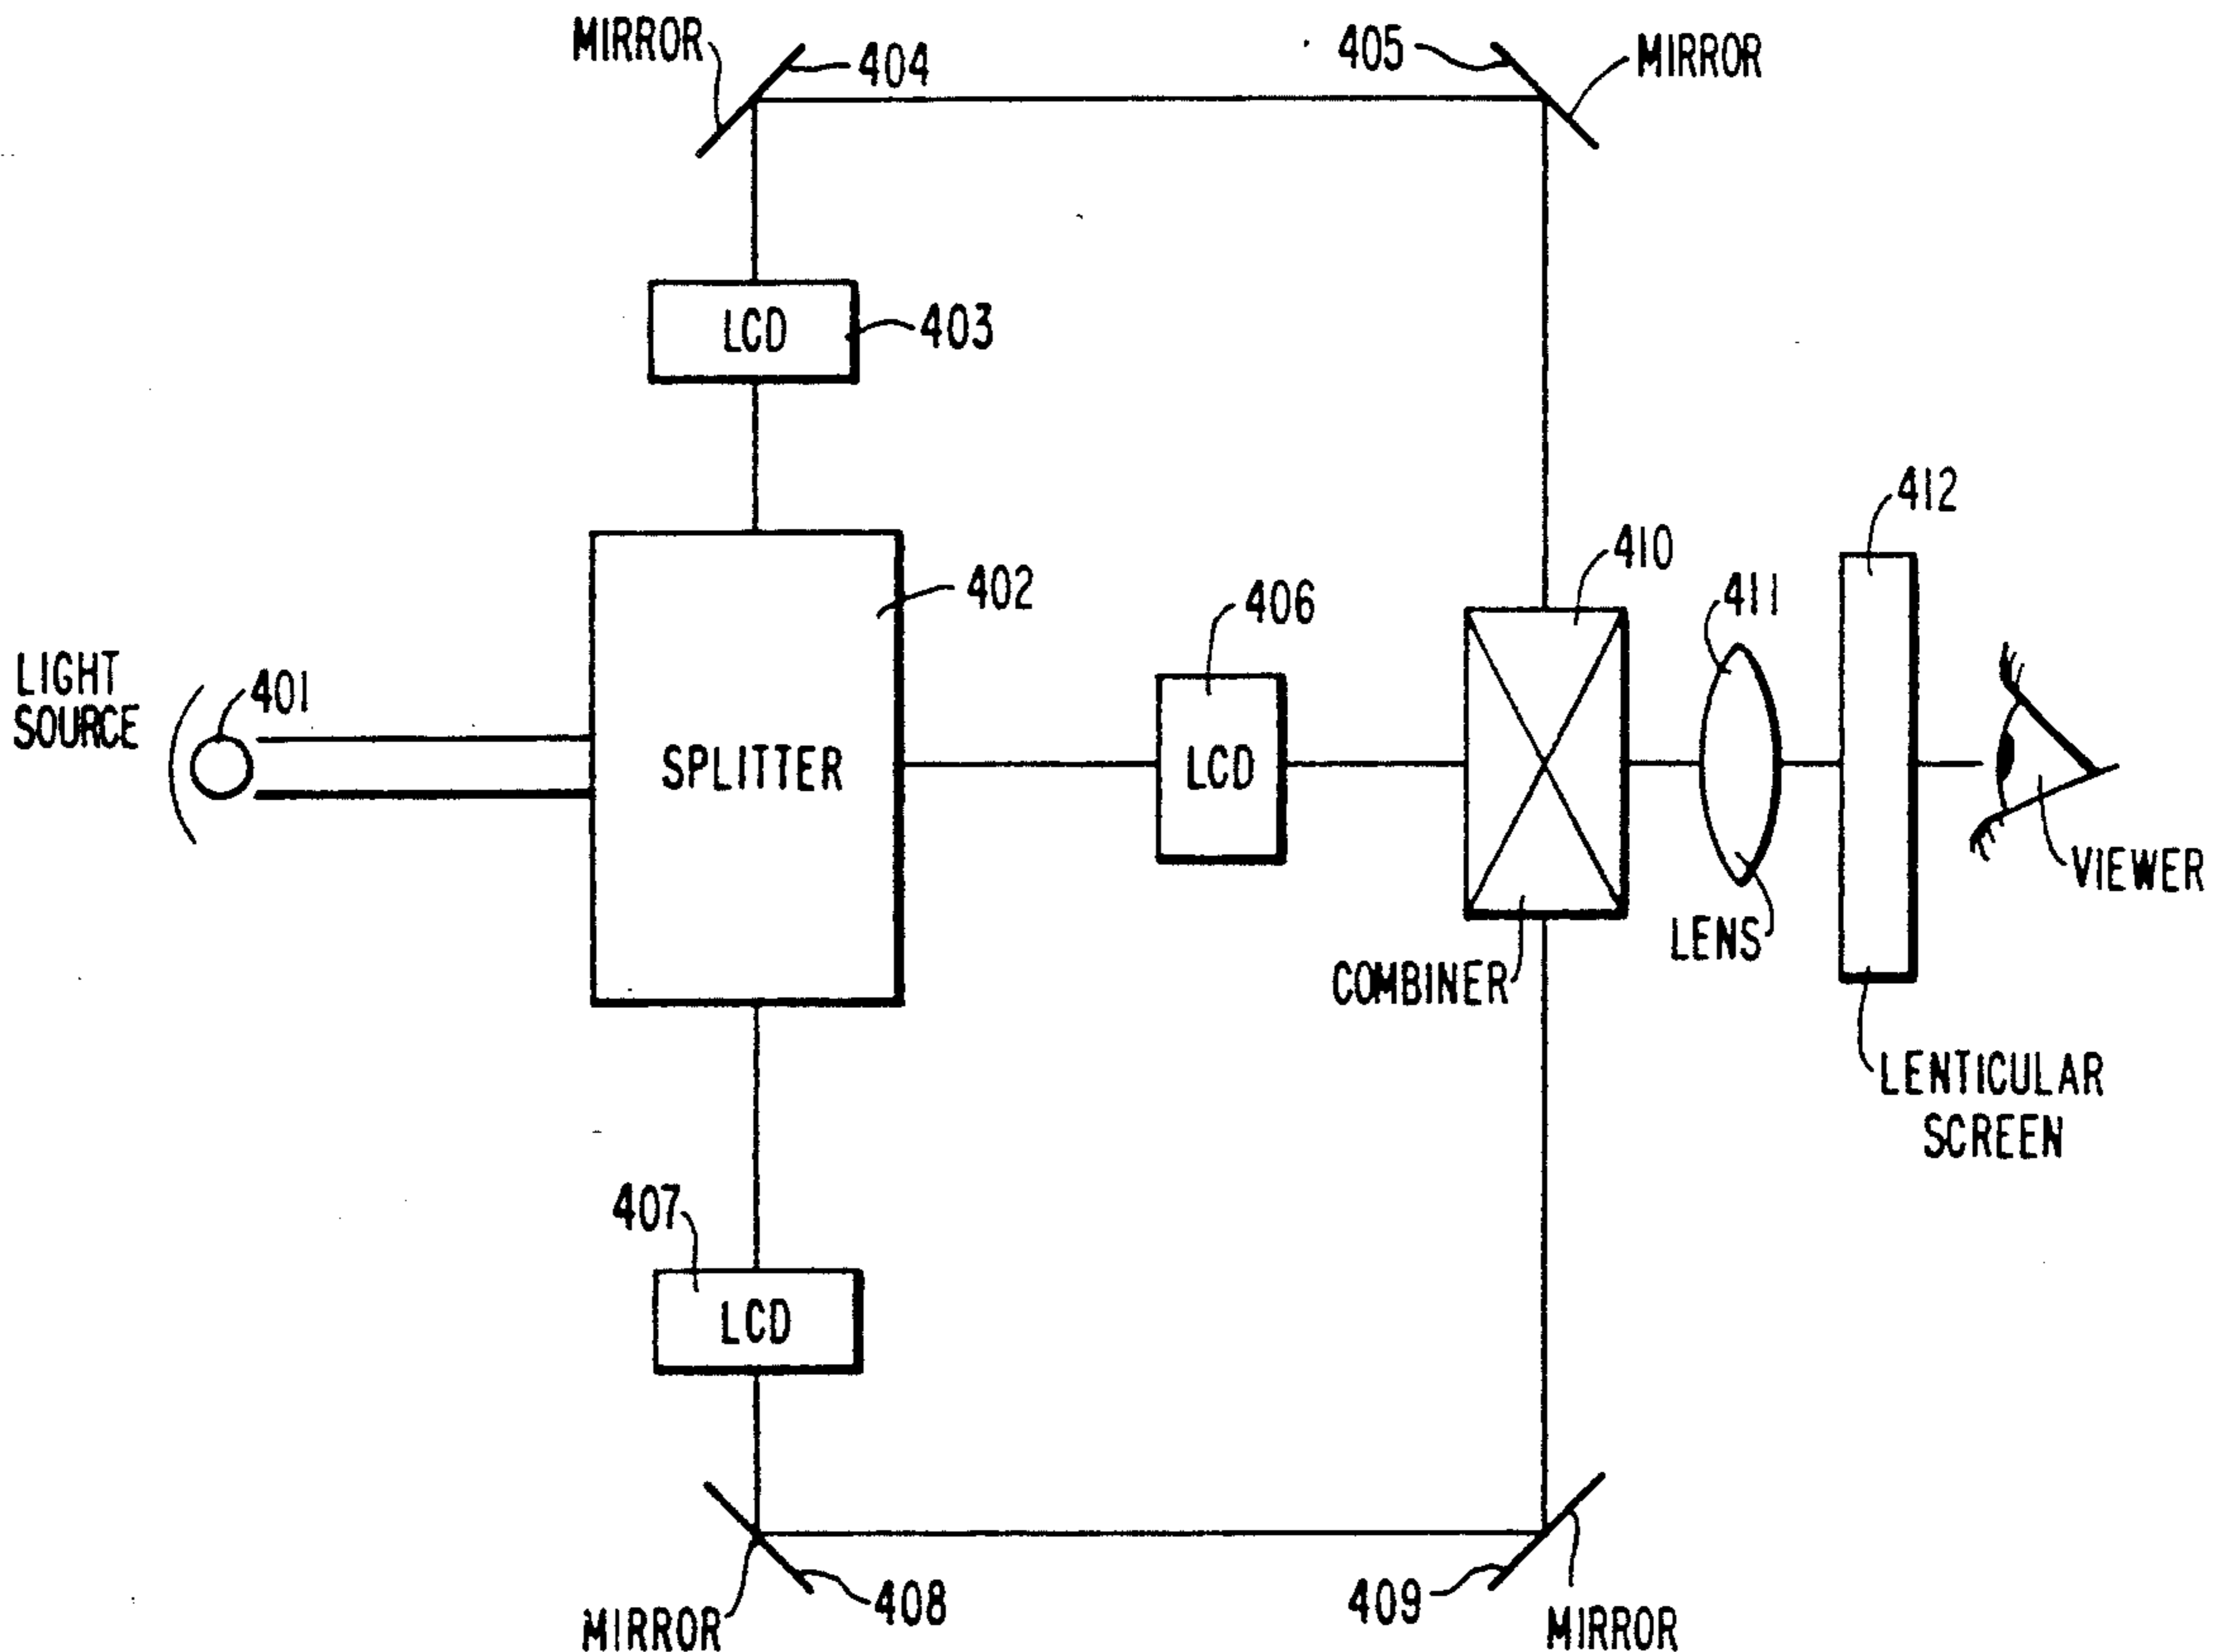 MIRROR
404
405
MIRROR
LCD
403
412
410
402
406
411
LIGHT
SOURCE
401
SPLITTER
LCD
VIEWER
LENS
COMBINER
LENTICULAR
SCREEN
407
LCD
408
409
MIRROR
MIRROR